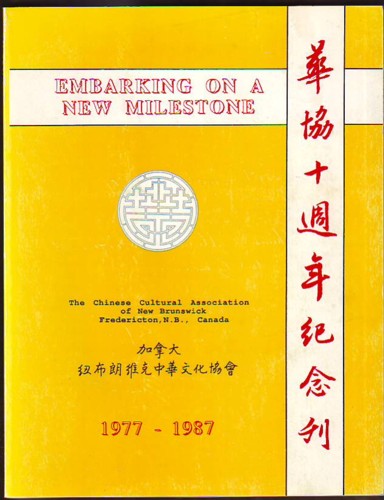 EMBARKING ON A
NEW MILESTONE
華協十週年紀念刊
The Chinese Cultural Association
of New Brunswick
Fredericton,N.B., Canada
加拿大
纽布朗維克中華文化協會
1977 - 1987